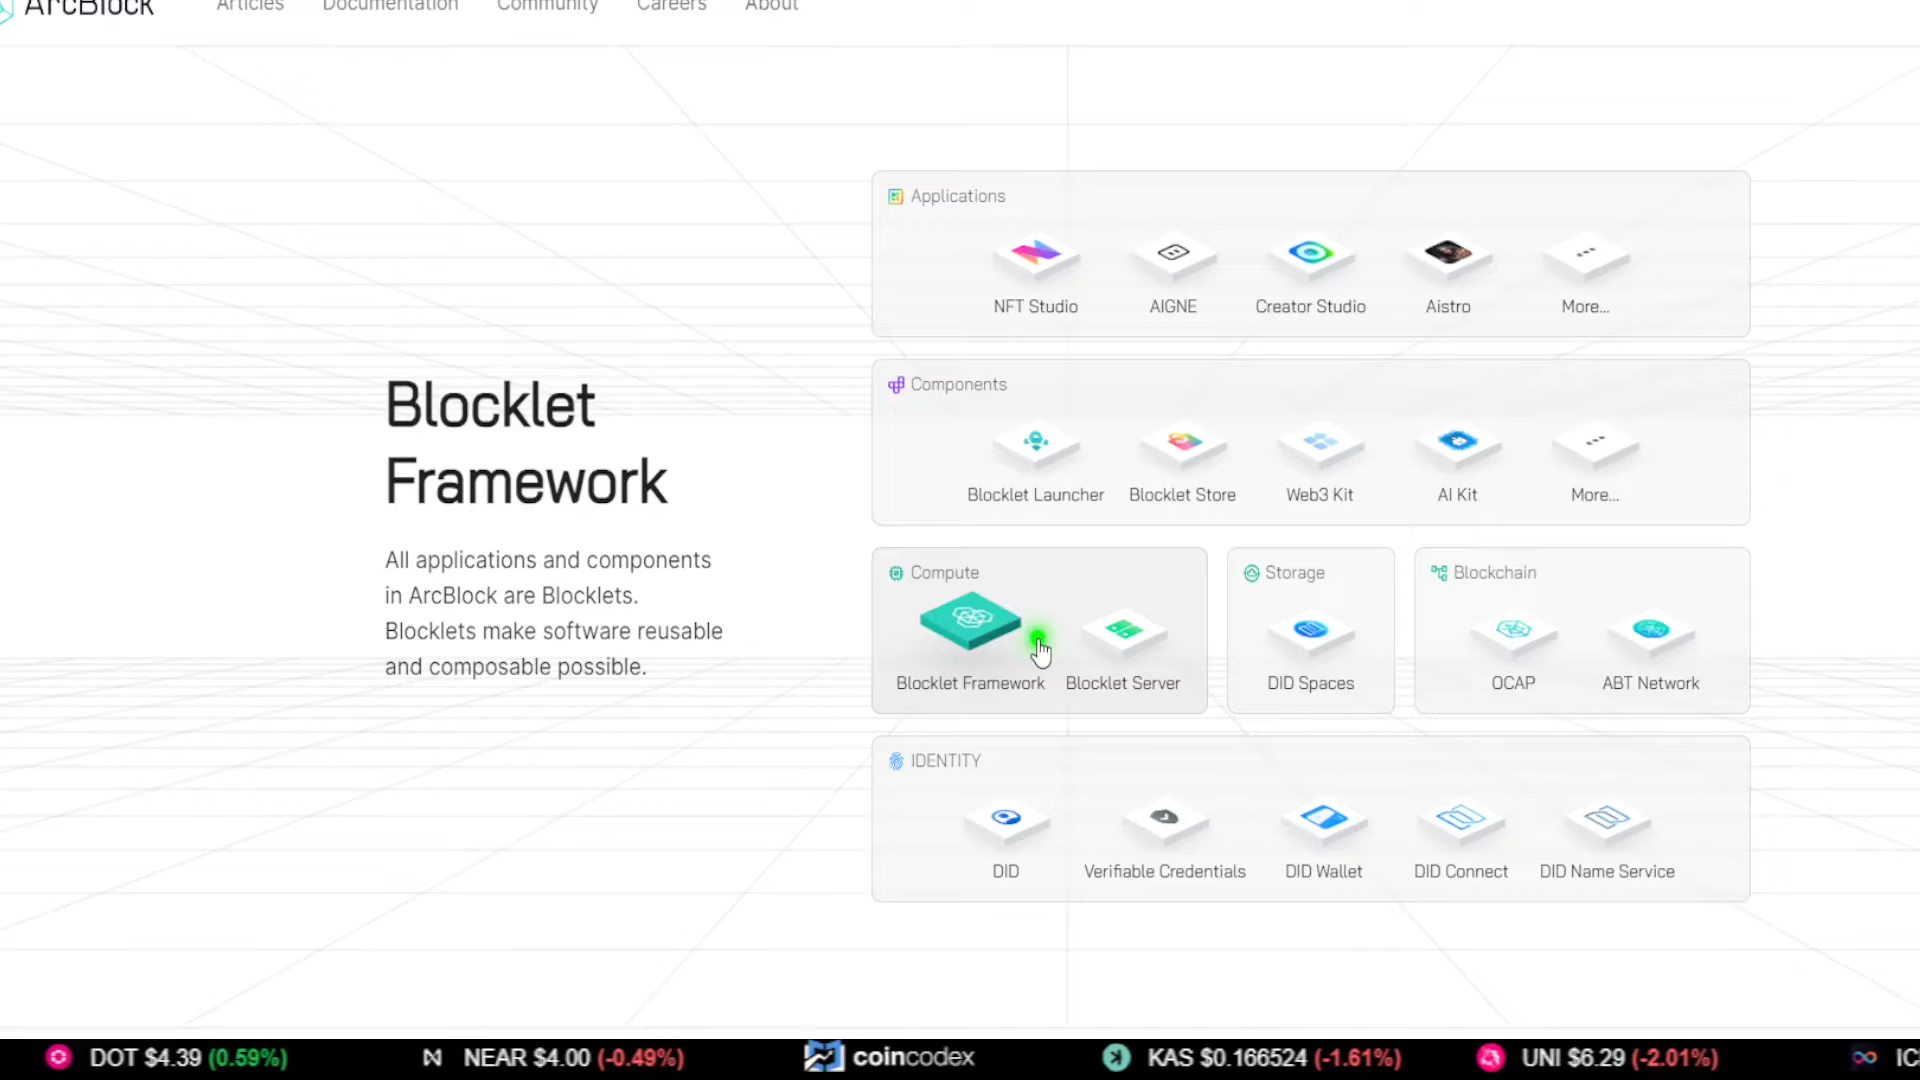 ArcBlock
Articles Documentation Community Careers About
Blocklet
Framework
All applications and components
in ArcBlock are Blocklets.
Blocklets make software reusable
and composable possible.
Applications
NFT Studio AIGNE Creator Studio Aistro More...
Components
Blocklet Launcher Blocklet Store Web3 Kit AI Kit More...
Compute
Blocklet Framework Blocklet Server
Storage
DID Spaces
Blockchain
OCAP ABT Network
IDENTITY
DID Verifiable Credentials DID Wallet DID Connect DID Name Service
DOT $4.39 (0.59%) NEAR $4.00 (-0.49%) coincodex KAS $0.166524 (-1.61%) UNI $6.29 (-2.01%) IC